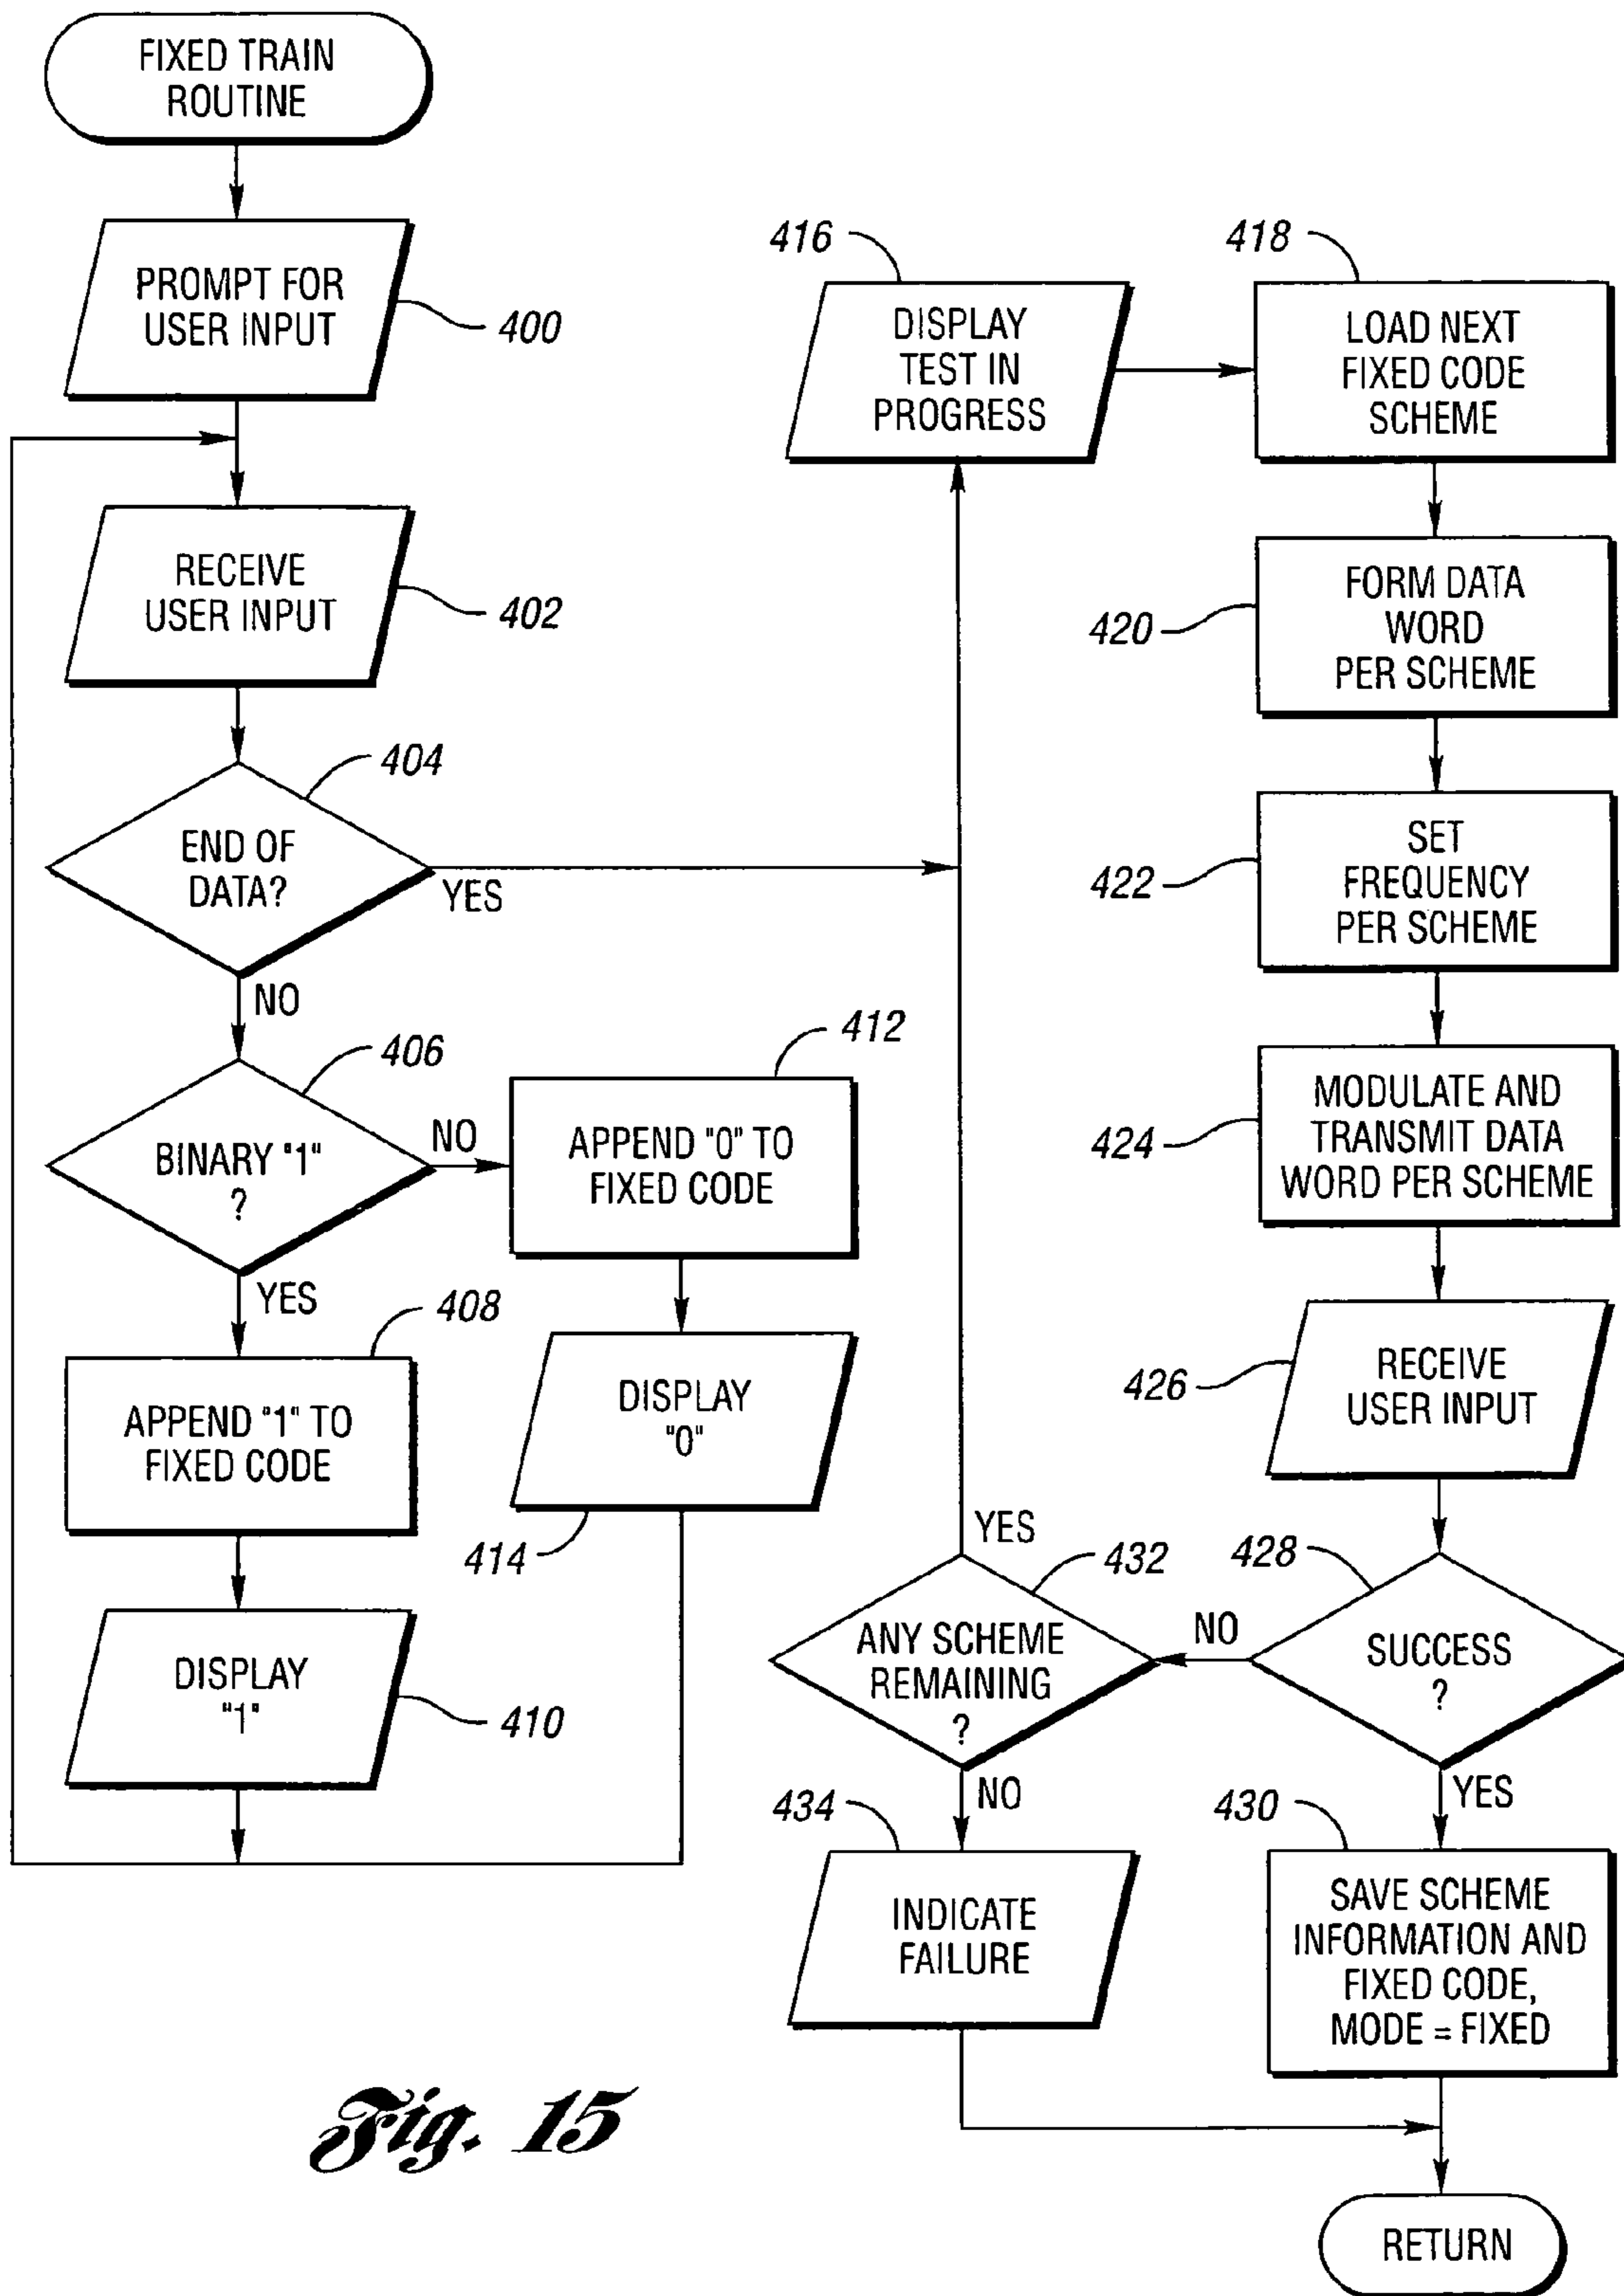 FIXED TRAIN
ROUTINE
PROMPT FOR
USER INPUT
400
RECEIVE
USER INPUT
402
404
END OF
DATA?
YES
NO
406
BINARY "1"
?
NO
YES
412
APPEND "0" TO
FIXED CODE
408
APPEND "1" TO
FIXED CODE
DISPLAY
"0"
414
DISPLAY
"1"
410
416
DISPLAY
TEST IN
PROGRESS
418
LOAD NEXT
FIXED CODE
SCHEME
420
FORM DATA
WORD
PER SCHEME
422
SET
FREQUENCY
PER SCHEME
424
MODULATE AND
TRANSMIT DATA
WORD PER SCHEME
426
RECEIVE
USER INPUT
428
SUCCESS
?
NO
YES
432
ANY SCHEME
REMAINING
?
YES
NO
434
INDICATE
FAILURE
430
SAVE SCHEME
INFORMATION AND
FIXED CODE,
MODE = FIXED
RETURN
Fig. 15